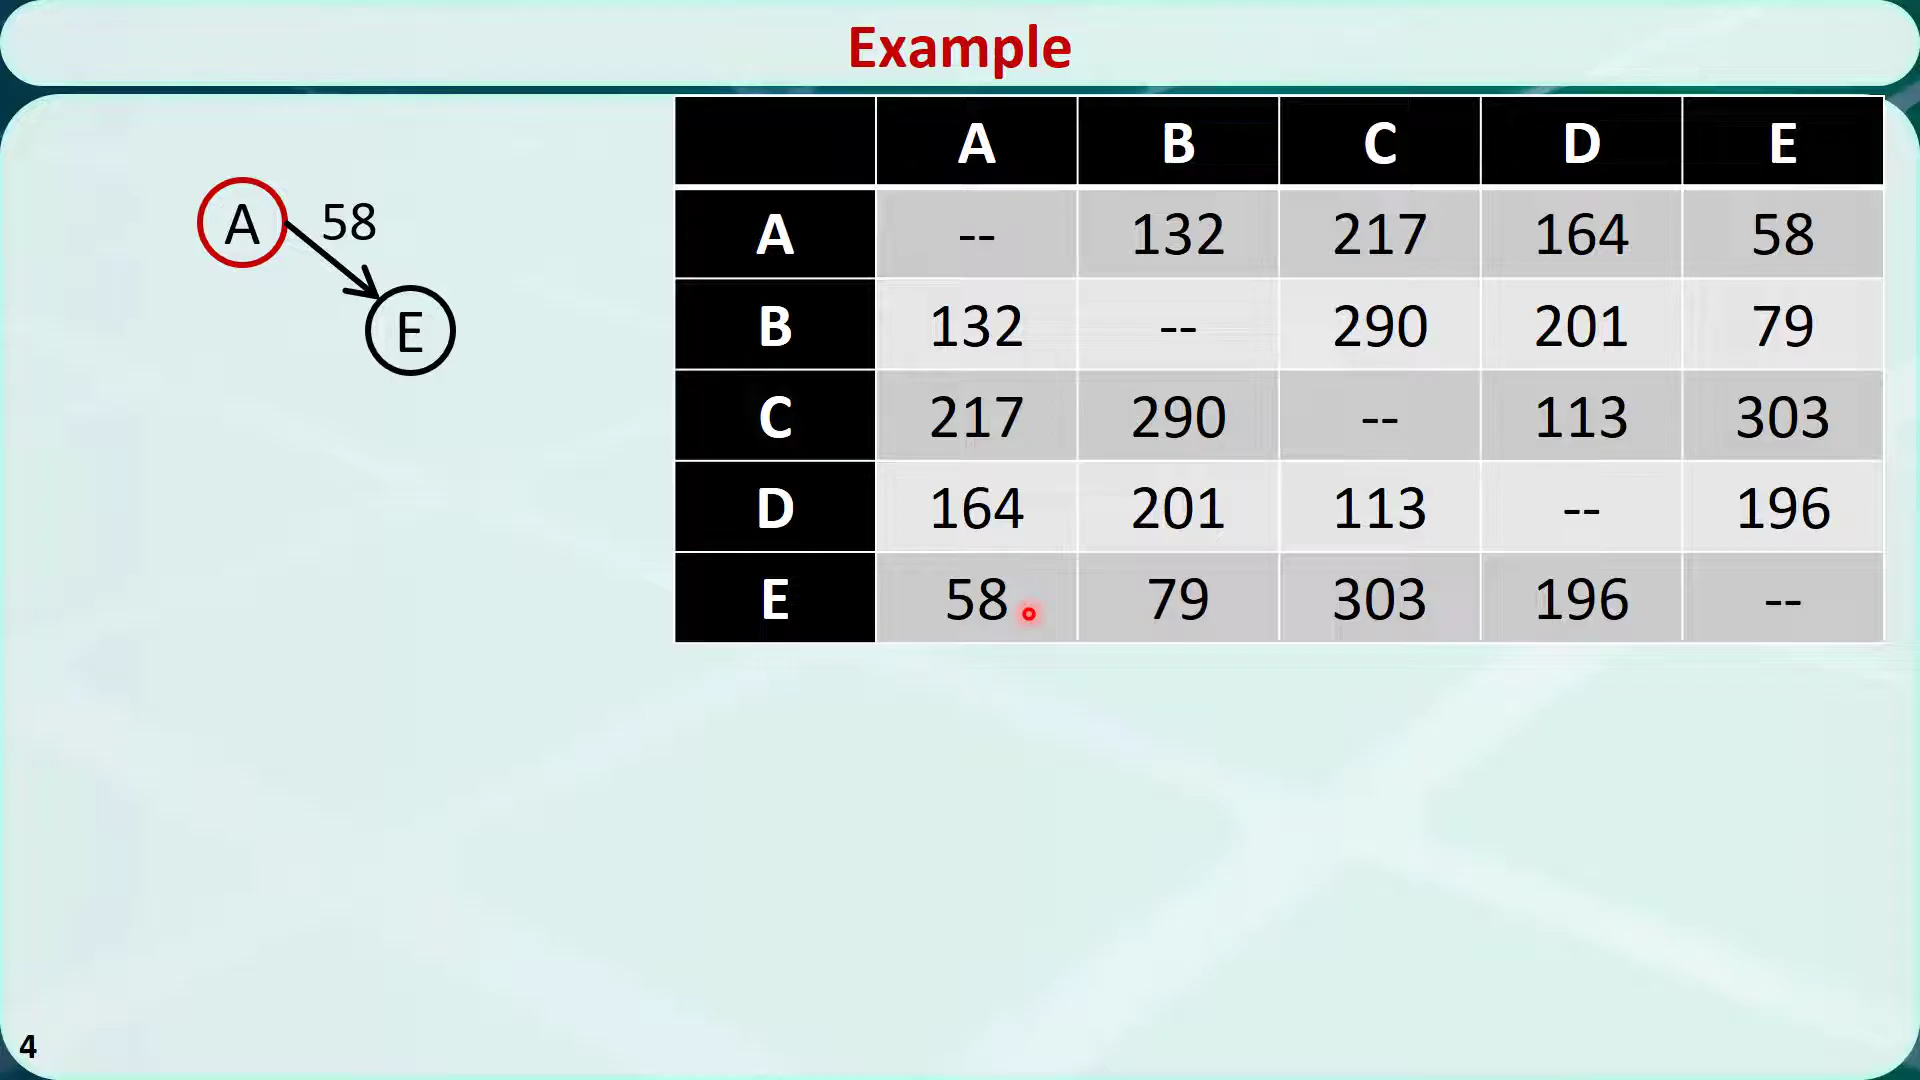 Example
A 58
E
A B C D E
A -- 132 217 164 58
B 132 -- 290 201 79
C 217 290 -- 113 303
D 164 201 113 -- 196
E 58 79 303 196 --
4